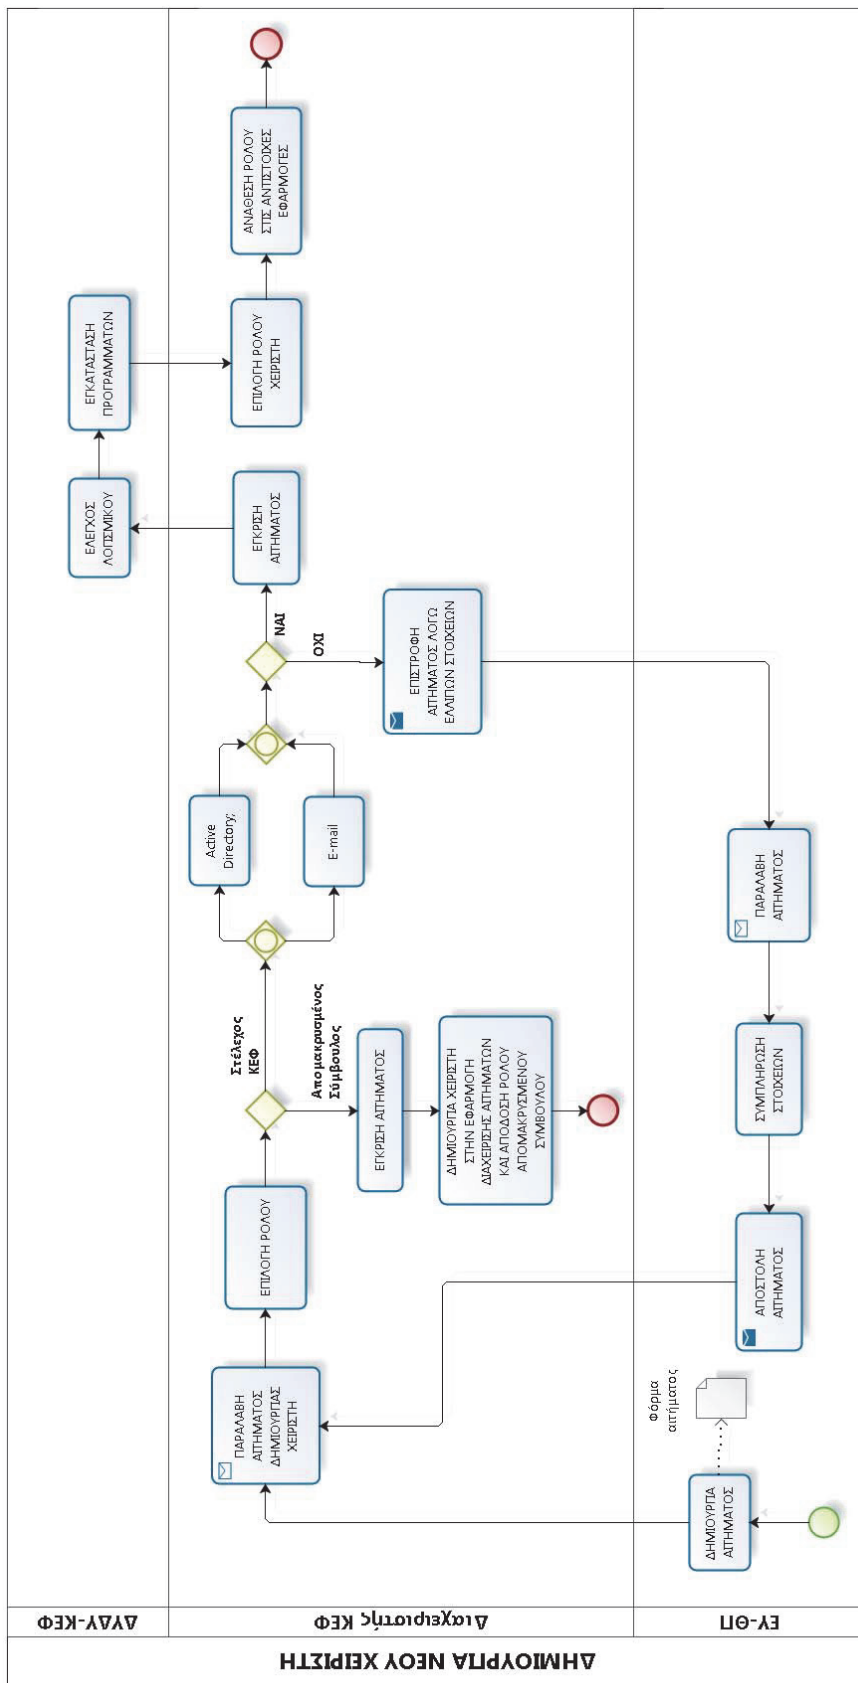 ΔΗΜΙΟΥΡΓΙΑ ΝΕΟΥ ΧΕΙΡΙΣΤΗ
ΔΥΔΥ-ΚΕΦ
Διαχειριστής ΚΕΦ
ΕΥ-ΘΠ
ΔΗΜΙΟΥΡΓΙΑ
ΑΙΤΗΜΑΤΟΣ
Φόρμα
αιτήματος
ΠΑΡΑΛΑΒΗ
ΑΙΤΗΜΑΤΟΣ
ΔΗΜΙΟΥΡΓΙΑΣ
ΧΕΙΡΙΣΤΗ
ΕΠΙΛΟΓΗ ΡΟΛΟΥ
Στέλεχος
ΚΕΦ
Απομακρυσμένος
Σύμβουλος
ΕΓΚΡΙΣΗ ΑΙΤΗΜΑΤΟΣ
ΔΗΜΙΟΥΡΓΙΑ ΧΕΙΡΙΣΤΗ
ΣΤΗΝ ΕΦΑΡΜΟΓΗ
ΔΙΑΧΕΙΡΙΣΗΣ ΑΙΤΗΜΑΤΩΝ
ΚΑΙ ΑΠΟΔΟΣΗ ΡΟΛΟΥ
ΑΠΟΜΑΚΡΥΣΜΕΝΟΥ
ΣΥΜΒΟΥΛΟΥ
Active
Directory;
E-mail
ΝΑΙ
ΟΧΙ
ΕΓΚΡΙΣΗ
ΑΙΤΗΜΑΤΟΣ
ΕΛΕΓΧΟΣ
ΛΟΓΙΣΜΙΚΟΥ
ΕΓΚΑΤΑΣΤΑΣΗ
ΠΡΟΓΡΑΜΜΑΤΩΝ
ΕΠΙΛΟΓΗ ΡΟΛΟΥ
ΧΕΙΡΙΣΤΗ
ΑΝΑΘΕΣΗ ΡΟΛΟΥ
ΣΤΙΣ ΑΝΤΙΣΤΟΙΧΕΣ
ΕΦΑΡΜΟΓΕΣ
ΕΠΙΣΤΡΟΦΗ
ΑΙΤΗΜΑΤΟΣ ΛΟΓΩ
ΕΛΛΙΠΩΝ ΣΤΟΙΧΕΙΩΝ
ΠΑΡΑΛΑΒΗ
ΑΙΤΗΜΑΤΟΣ
ΣΥΜΠΛΗΡΩΣΗ
ΣΤΟΙΧΕΙΩΝ
ΑΠΟΣΤΟΛΗ
ΑΙΤΗΜΑΤΟΣ